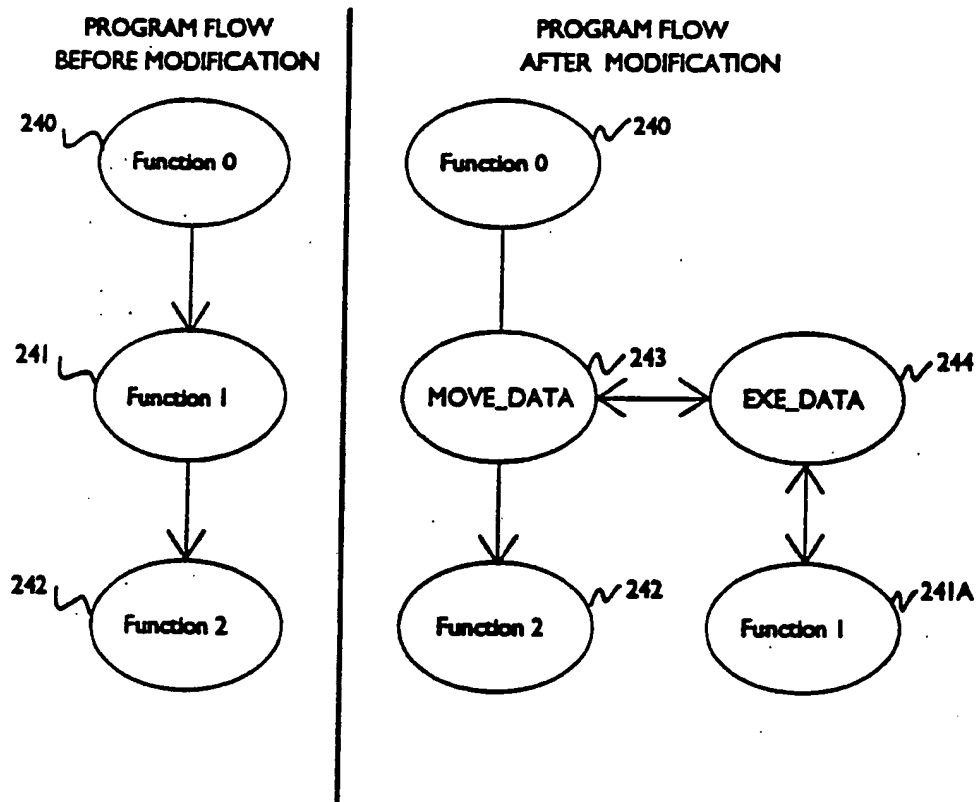 PROGRAM FLOW
BEFORE MODIFICATION
240
Function 0
241
Function 1
242
Function 2
PROGRAM FLOW
AFTER MODIFICATION
240
Function 0
243
MOVE_DATA
244
EXE_DATA
242
Function 2
241A
Function 1